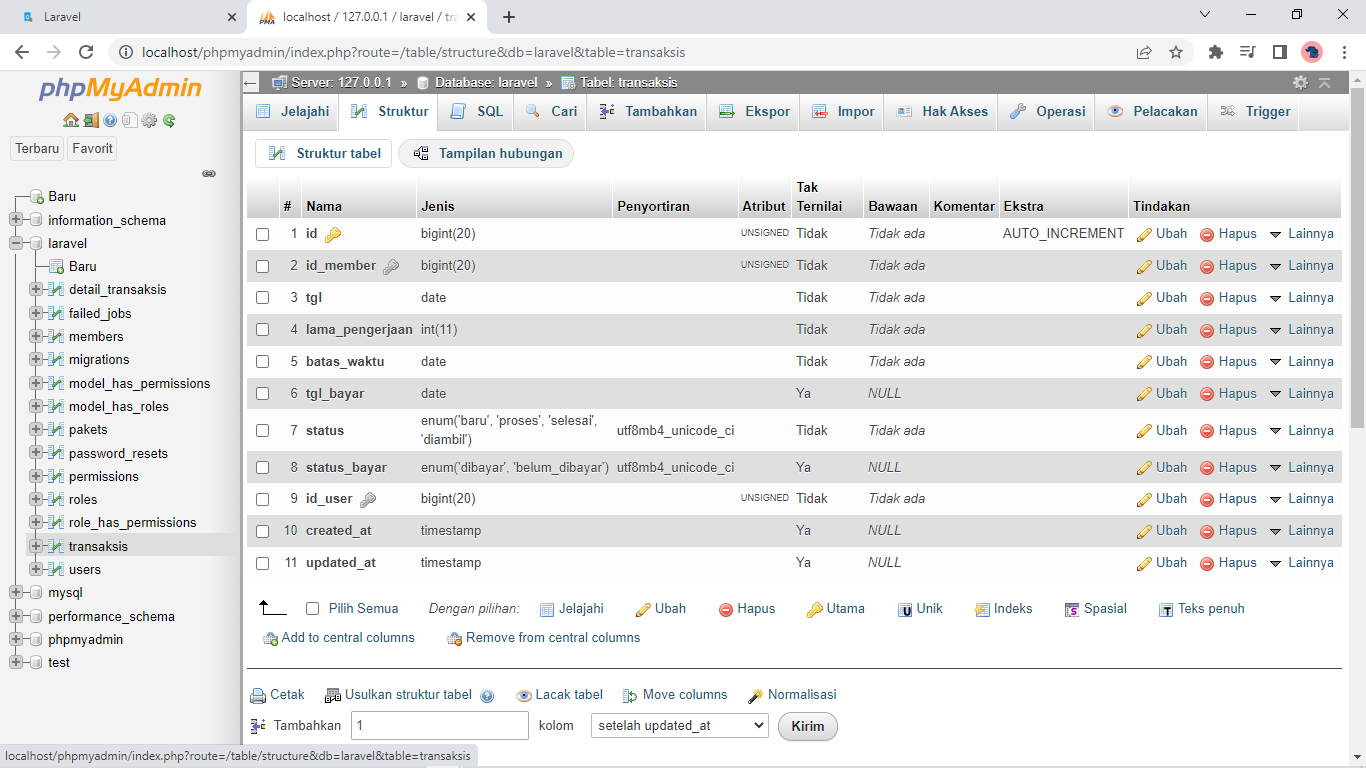 Laravel
localhost / 127.0.0.1 / laravel / tra
localhost/phpmyadmin/index.php?route=/table/structure&db=laravel&table=transaksis
phpMyAdmin
Terbaru Favorit
Baru
information_schema
laravel
Baru
detail_transaksis
failed_jobs
members
migrations
model_has_permissions
model_has_roles
pakets
password_resets
permissions
roles
role_has_permissions
transaksis
users
mysql
performance_schema
phpmyadmin
test
Server: 127.0.0.1 » Database: laravel » Tabel: transaksis
Jelajahi Struktur SQL Cari Tambahkan Ekspor Impor Hak Akses Operasi Pelacakan Trigger
Struktur tabel Tampilan hubungan
# Nama Jenis Penyortiran Atribut Tak Ternilai Bawaan Komentar Ekstra Tindakan
1 id bigint(20) UNSIGNED Tidak Tidak ada AUTO_INCREMENT Ubah Hapus Lainnya
2 id_member bigint(20) UNSIGNED Tidak Tidak ada Ubah Hapus Lainnya
3 tgl date Tidak Tidak ada Ubah Hapus Lainnya
4 lama_pengerjaan int(11) Tidak Tidak ada Ubah Hapus Lainnya
5 batas_waktu date Tidak Tidak ada Ubah Hapus Lainnya
6 tgl_bayar date Ya NULL Ubah Hapus Lainnya
7 status enum('baru', 'proses', 'selesai', 'diambil') utf8mb4_unicode_ci Tidak Tidak ada Ubah Hapus Lainnya
8 status_bayar enum('dibayar', 'belum_dibayar') utf8mb4_unicode_ci Ya NULL Ubah Hapus Lainnya
9 id_user bigint(20) UNSIGNED Tidak Tidak ada Ubah Hapus Lainnya
10 created_at timestamp Ya NULL Ubah Hapus Lainnya
11 updated_at timestamp Ya NULL Ubah Hapus Lainnya
Pilih Semua Dengan pilihan: Jelajahi Ubah Hapus Utama Unik Indeks Spasial Teks penuh
Add to central columns Remove from central columns
Cetak Usulkan struktur tabel Lacak tabel Move columns Normalisasi
Tambahkan 1 kolom setelah updated_at Kirim
localhost/phpmyadmin/index.php?route=/table/structure&db=laravel&table=transaksis